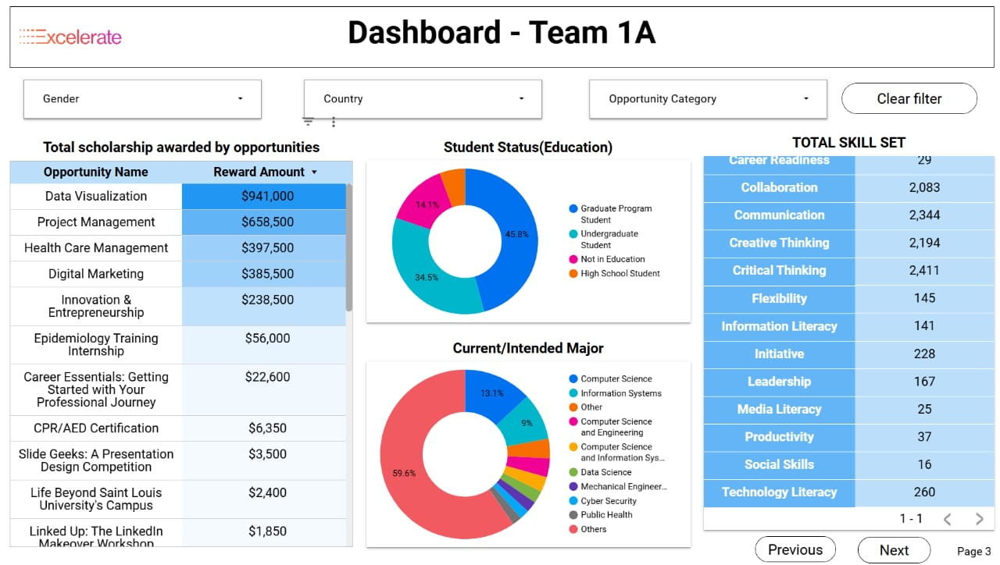 Excelerate
Dashboard - Team 1A
Gender
Country
Opportunity Category
Clear filter
Total scholarship awarded by opportunities
Opportunity Name Reward Amount
Data Visualization $941,000
Project Management $658,500
Health Care Management $397,500
Digital Marketing $385,500
Innovation & $238,500
Entrepreneurship
Epidemiology Training $56,000
Internship
Career Essentials: Getting $22,600
Started with Your
Professional Journey
CPR/AED Certification $6,350
Slide Geeks: A Presentation $3,500
Design Competition
Life Beyond Saint Louis $2,400
University's Campus
Linked Up: The LinkedIn $1,850
Makeover Workshop
Student Status(Education)
14.1%
45.8%
34.5%
Graduate Program
Student
Undergraduate
Student
Not in Education
High School Student
Current/Intended Major
13.1%
9%
59.6%
Computer Science
Information Systems
Other
Computer Science
and Engineering
Computer Science
and Information Sys...
Data Science
Mechanical Engineer...
Cyber Security
Public Health
Others
TOTAL SKILL SET
Career Readiness 29
Collaboration 2,083
Communication 2,344
Creative Thinking 2,194
Critical Thinking 2,411
Flexibility 145
Information Literacy 141
Initiative 228
Leadership 167
Media Literacy 25
Productivity 37
Social Skills 16
Technology Literacy 260
1 - 1
Previous
Next
Page 3